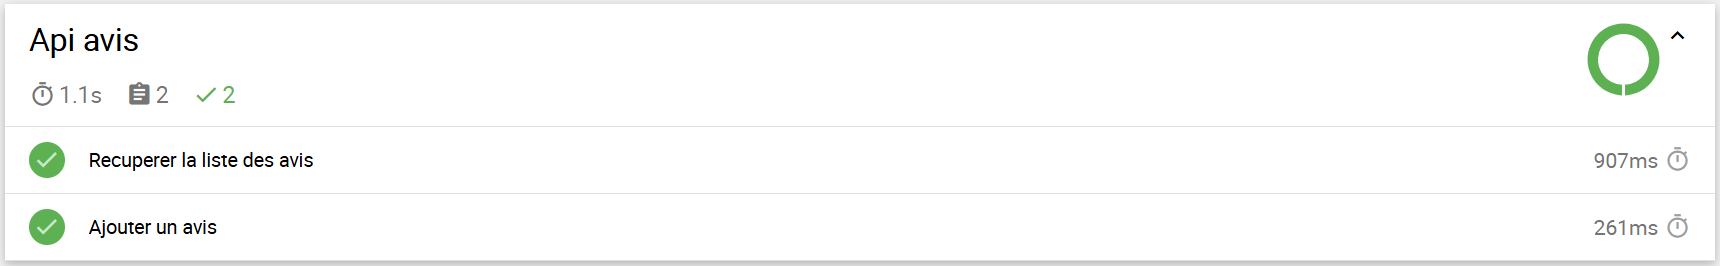 Api avis
1.1s 2 2
Recuperer la liste des avis 907ms
Ajouter un avis 261ms